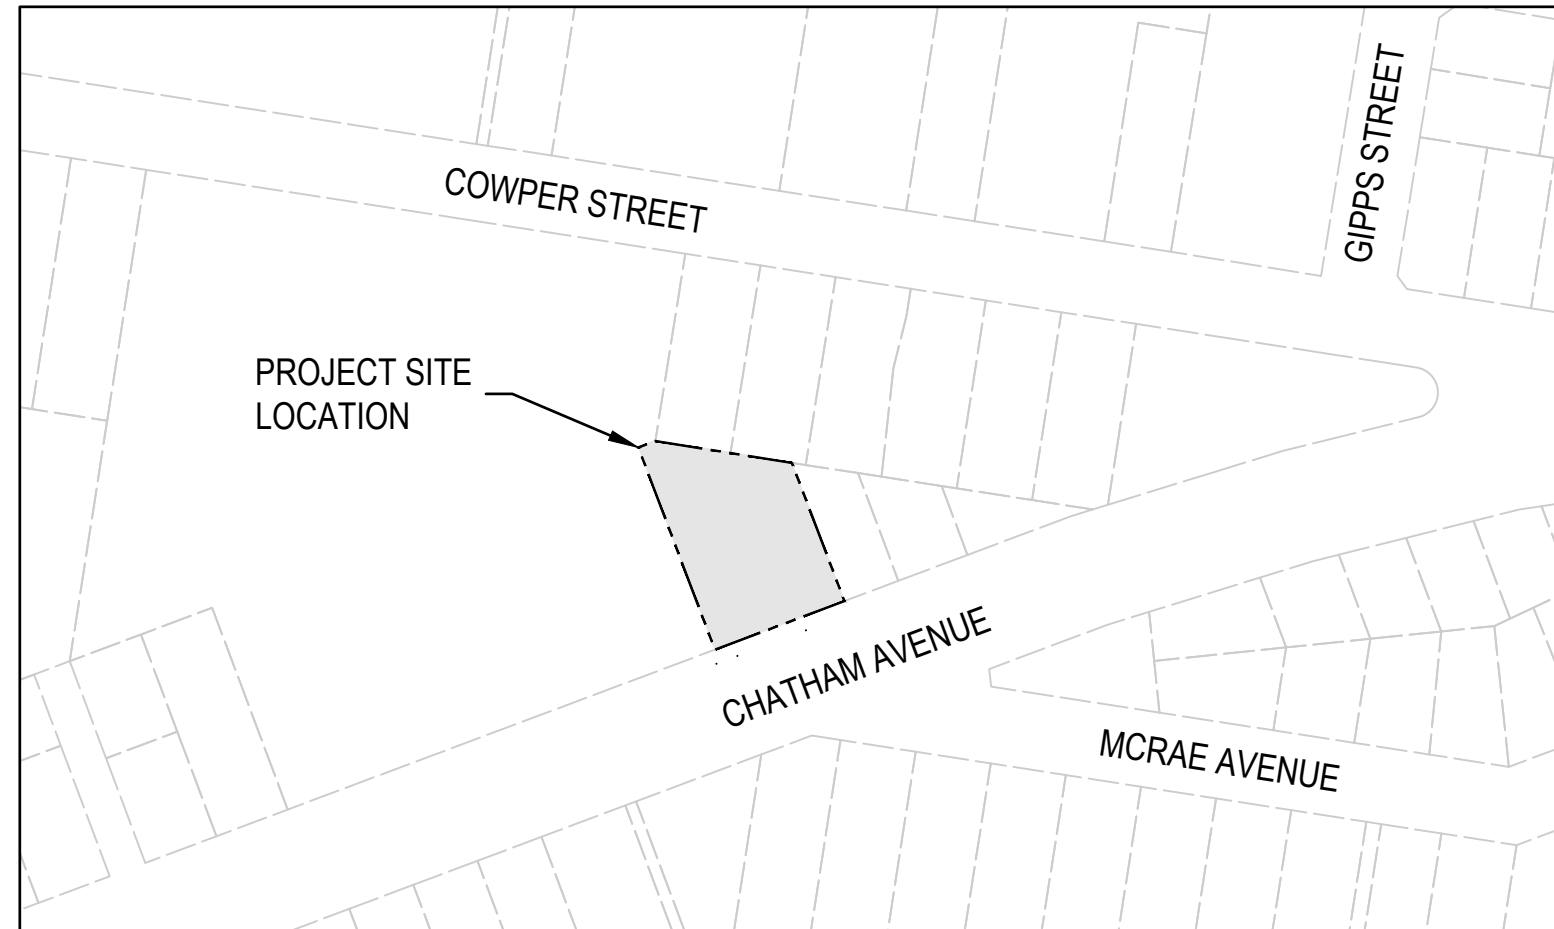 GIPPS STREET
COWPER STREET
PROJECT SITE
LOCATION
CHATHAM AVENUE
MCRAE AVENUE